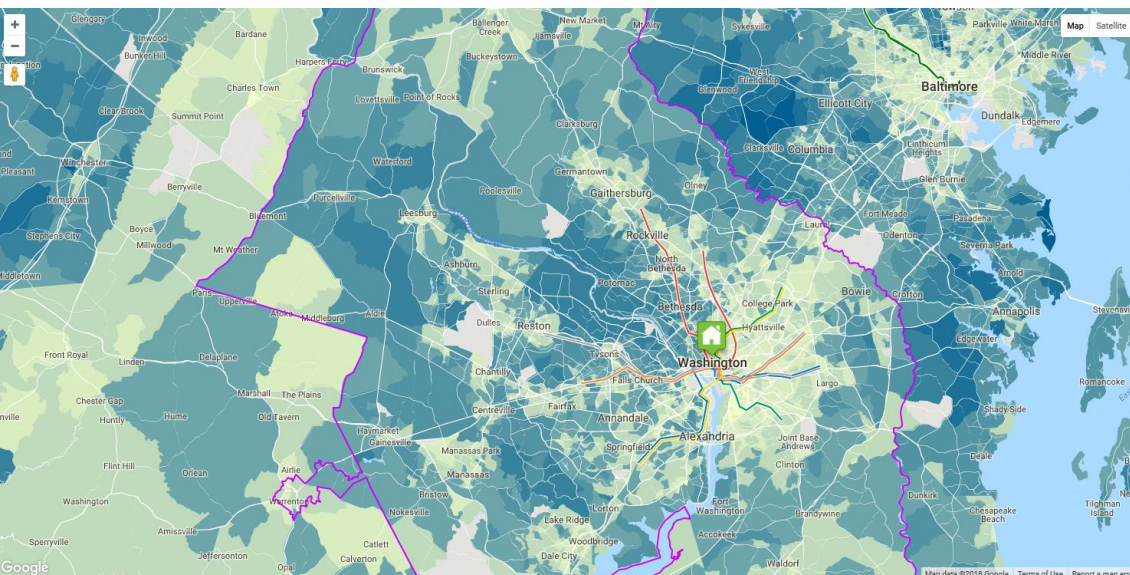 Glengary
Inwood
Bunker Hill
Bardane
Harpers Ferry
Charles Town
Clear Brook
Summit Point
Winchester
Berryville
Kernstown
Stephens City
Boyce
Millwood
Middletown
Mt Weather
Bluemont
Paris
Upperville
Front Royal
Linden
Delaplane
Chester Gap
Huntly
Hume
Marshall
The Plains
Old Tavern
Flint Hill
Orlean
Airlie
Warrenton
Washington
Amissville
Sperryville
Jeffersonton
Opal
Calverton
Catlett
Ballenger
Creek
New Market
Ijamsville
Mt Airy
Sykesville
Brunswick
Buckeystown
Lovettsville
Point of Rocks
Clarksburg
West
Friendship
Glenwood
Ellicott City
Waterford
Purcellville
Poolesville
Germantown
Gaithersburg
Olney
Clarksville
Columbia
Leesburg
Rockville
North
Bethesda
Laurel
Ashburn
Sterling
Potomac
Bethesda
College Park
Bowie
Crofton
Atoka
Middleburg
Aldie
Dulles
Reston
Tysons
Hyattsville
Washington
Chantilly
Falls Church
Largo
Centreville
Fairfax
Annandale
Haymarket
Gainesville
Manassas Park
Manassas
Springfield
Alexandria
Joint Base
Andrews
Clinton
Bristow
Nokesville
Lorton
Lake Ridge
Woodbridge
Dale City
Fort
Washington
Accokeek
Brandywine
Waldorf
Parkville
White Marsh
Middle River
Baltimore
Dundalk
Edgemere
Linthicum
Heights
Glen Burnie
Fort Meade
Odenton
Pasadena
Severna Park
Arnold
Annapolis
Edgewater
Romancoke
Shady Side
Deale
Dunkirk
Chesapeake
Beach
Tilghman
Island
Map
Satellite
+
−
Google
Map data ©2018 Google
Terms of Use